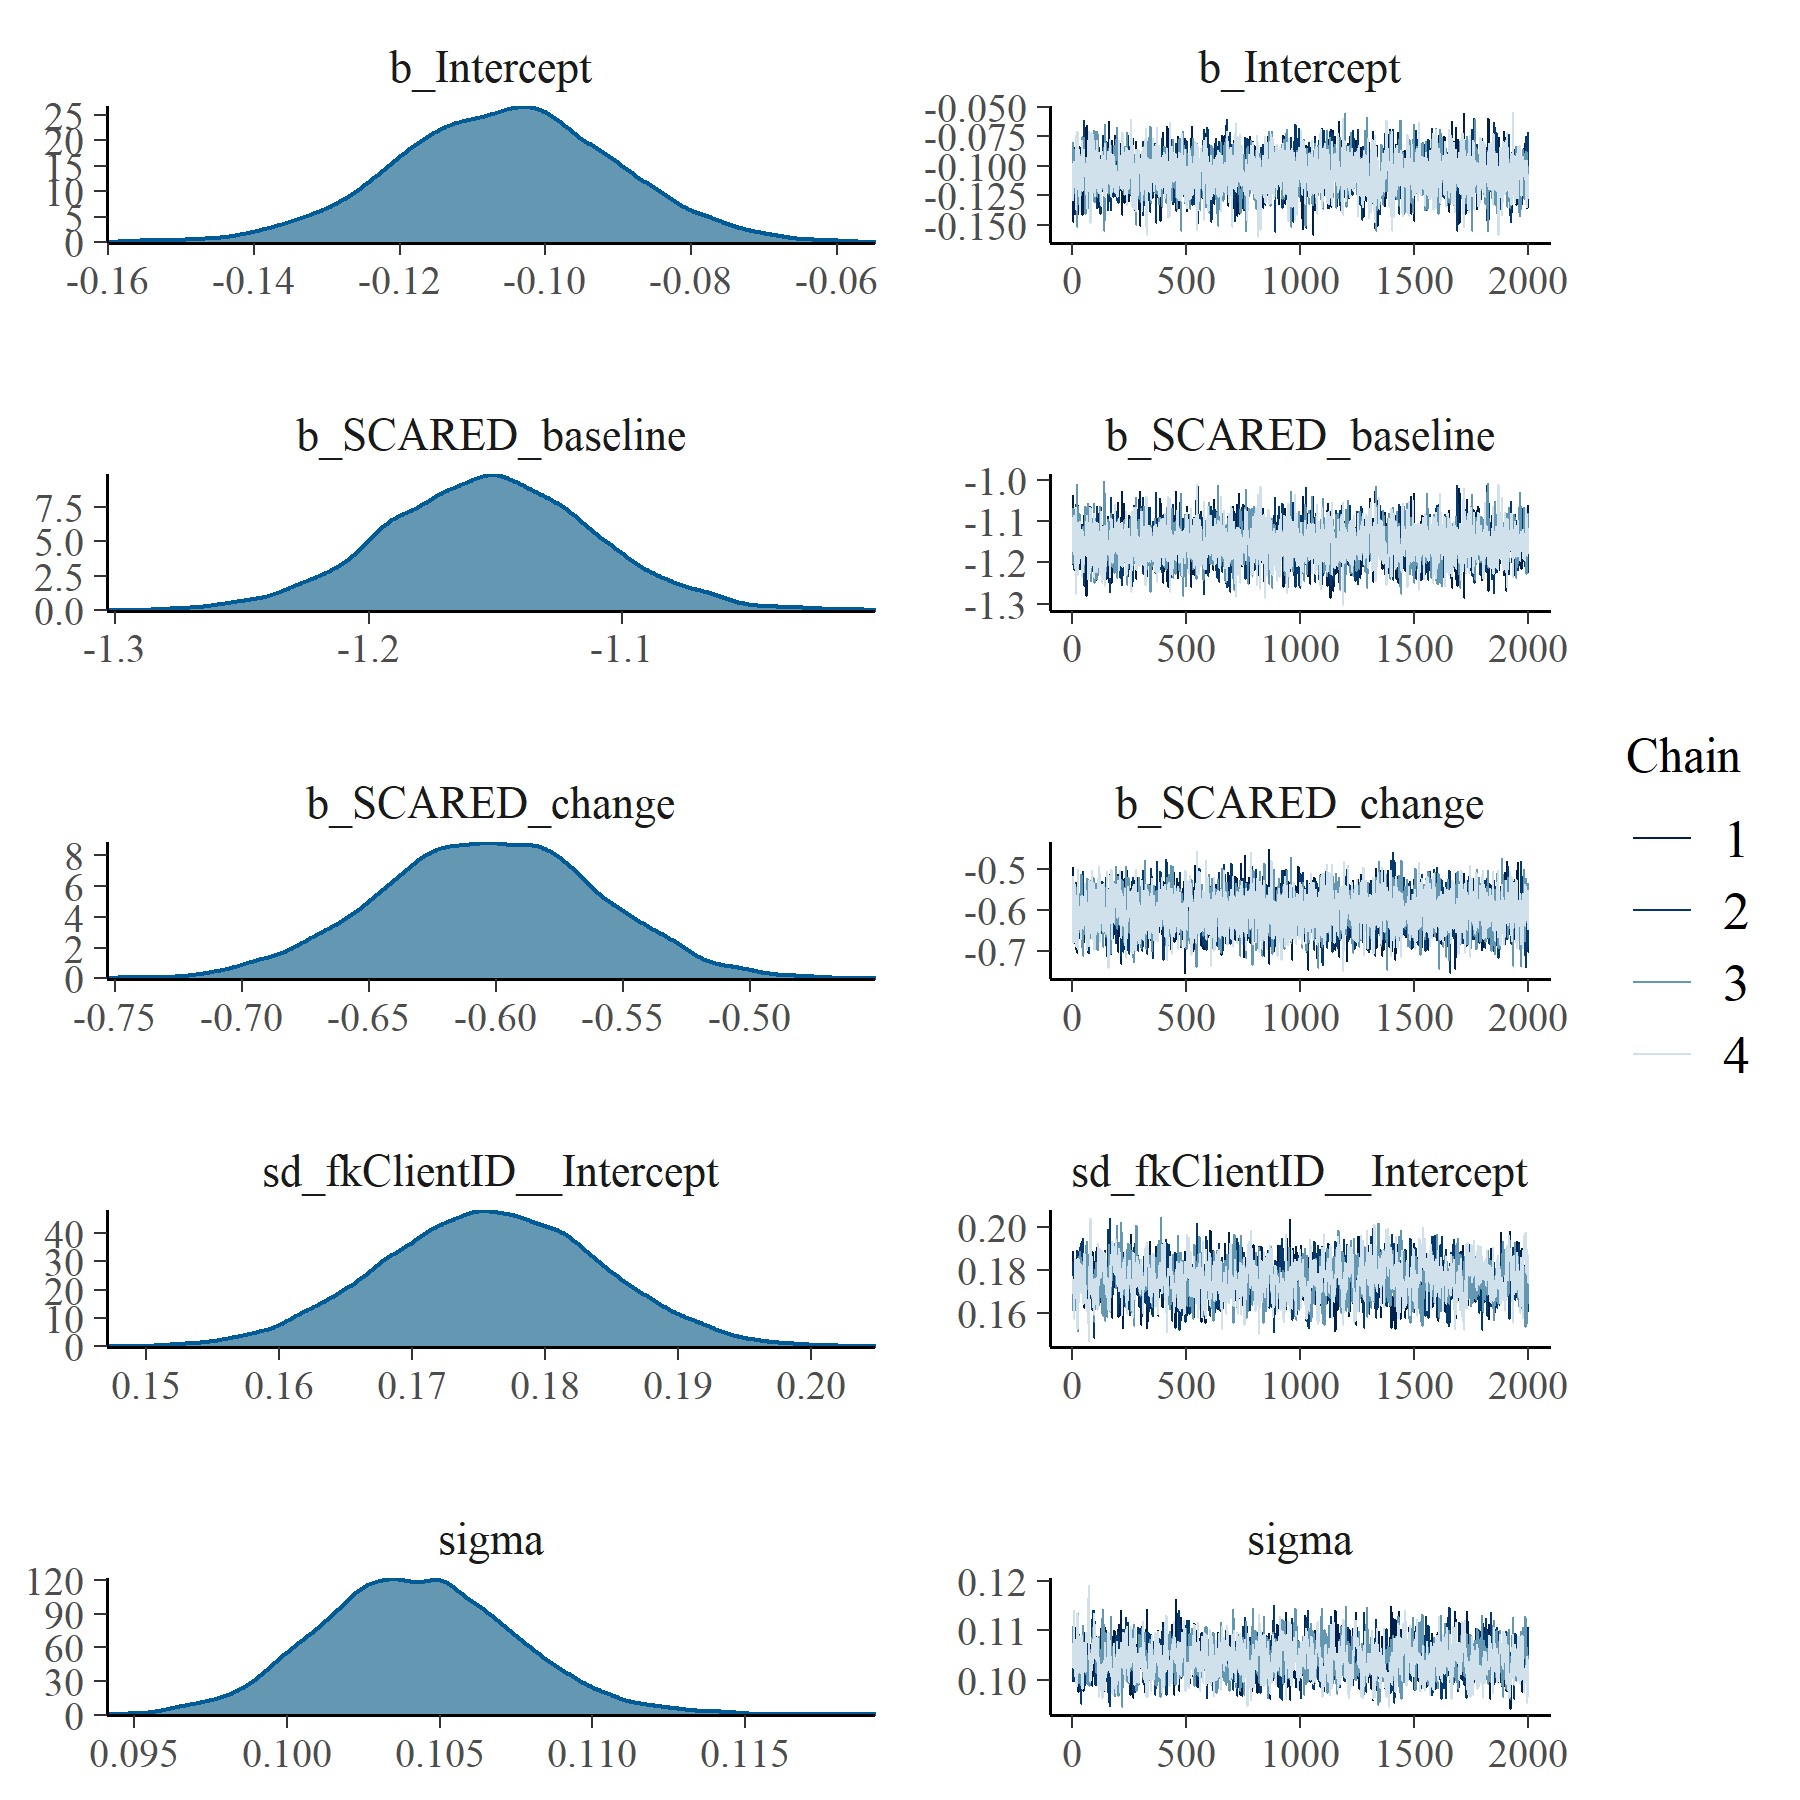 b_Intercept
b_Intercept
25
20
15
10
5
0
-0.16 -0.14 -0.12 -0.10 -0.08 -0.06
-0.050
-0.075
-0.100
-0.125
-0.150
0 500 1000 1500 2000
b_SCARED_baseline
b_SCARED_baseline
7.5
5.0
2.5
0.0
-1.3 -1.2 -1.1
-1.0
-1.1
-1.2
-1.3
0 500 1000 1500 2000
b_SCARED_change
b_SCARED_change
8
6
4
2
0
-0.75 -0.70 -0.65 -0.60 -0.55 -0.50
-0.5
-0.6
-0.7
0 500 1000 1500 2000
Chain
1
2
3
4
sd_fkClientID__Intercept
sd_fkClientID__Intercept
40
30
20
10
0
0.15 0.16 0.17 0.18 0.19 0.20
0.20
0.18
0.16
0 500 1000 1500 2000
sigma
sigma
120
90
60
30
0
0.095 0.100 0.105 0.110 0.115
0.12
0.11
0.10
0 500 1000 1500 2000